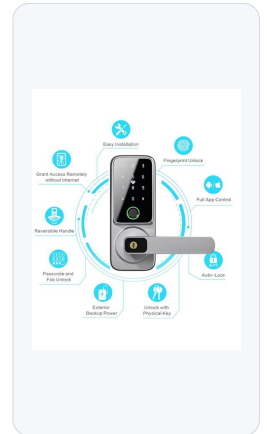 Easy Installation
Fingerprint Unlock
Grant Access Remotely
without Internet
Full App Control
Reversible Handle
Auto-Lock
Passcode and
Fob Unlock
Exterior
Backup Power
Unlock with
Physical Key